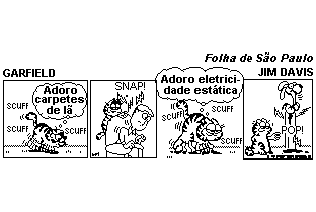 Folha de São Paulo
GARFIELD
JIM DAVIS
Adoro
carpetes
de lã
SCUFF
SCUFF
SCUFF
SNAP!
Adoro eletrici-
dade estática
SCUFF
SCUFF
SCUFF
POP!